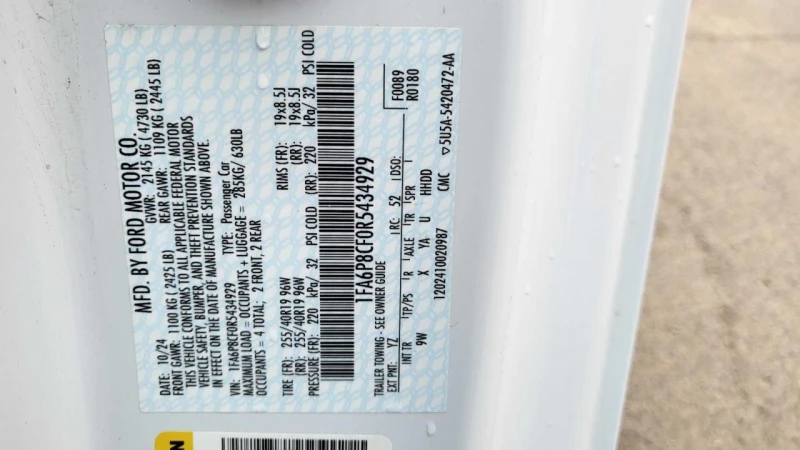 MFD. BY FORD MOTOR CO.
DATE: 10/24 GVWR: 2145 KG ( 4730 LB)
FRONT GAWR: 1100 KG ( 2425 LB) REAR GAWR: 1109 KG ( 2445 LB)
THIS VEHICLE CONFORMS TO ALL APPLICABLE FEDERAL MOTOR
VEHICLE SAFETY, BUMPER, AND THEFT PREVENTION STANDARDS
IN EFFECT ON THE DATE OF MANUFACTURE SHOWN ABOVE.
VIN: 1FA6P8CF0R5434929 TYPE: Passenger Car
MAXIMUM LOAD = OCCUPANTS + LUGGAGE = 285KG/ 630LB
OCCUPANTS = 4 TOTAL; 2 FRONT, 2 REAR
TIRE (FR): 255/40R19 96W RIMS (FR): 19x8.5J
(RR): 255/40R19 96W (RR): 19x8.5J
PRESSURE (FR): 220 kPa/ 32 PSI COLD (RR): 220 kPa/ 32 PSI COLD
1FA6P8CF0R5434929
TRAILER TOWING - SEE OWNER GUIDE F0089
EXT PNT: YZ RC: 52 DSO: R0180
INT TR TP/PS R AXLE TR SPR
9W X YA U HHDD
1202410020987 CMC ▽5U5A-5420472-AA
N